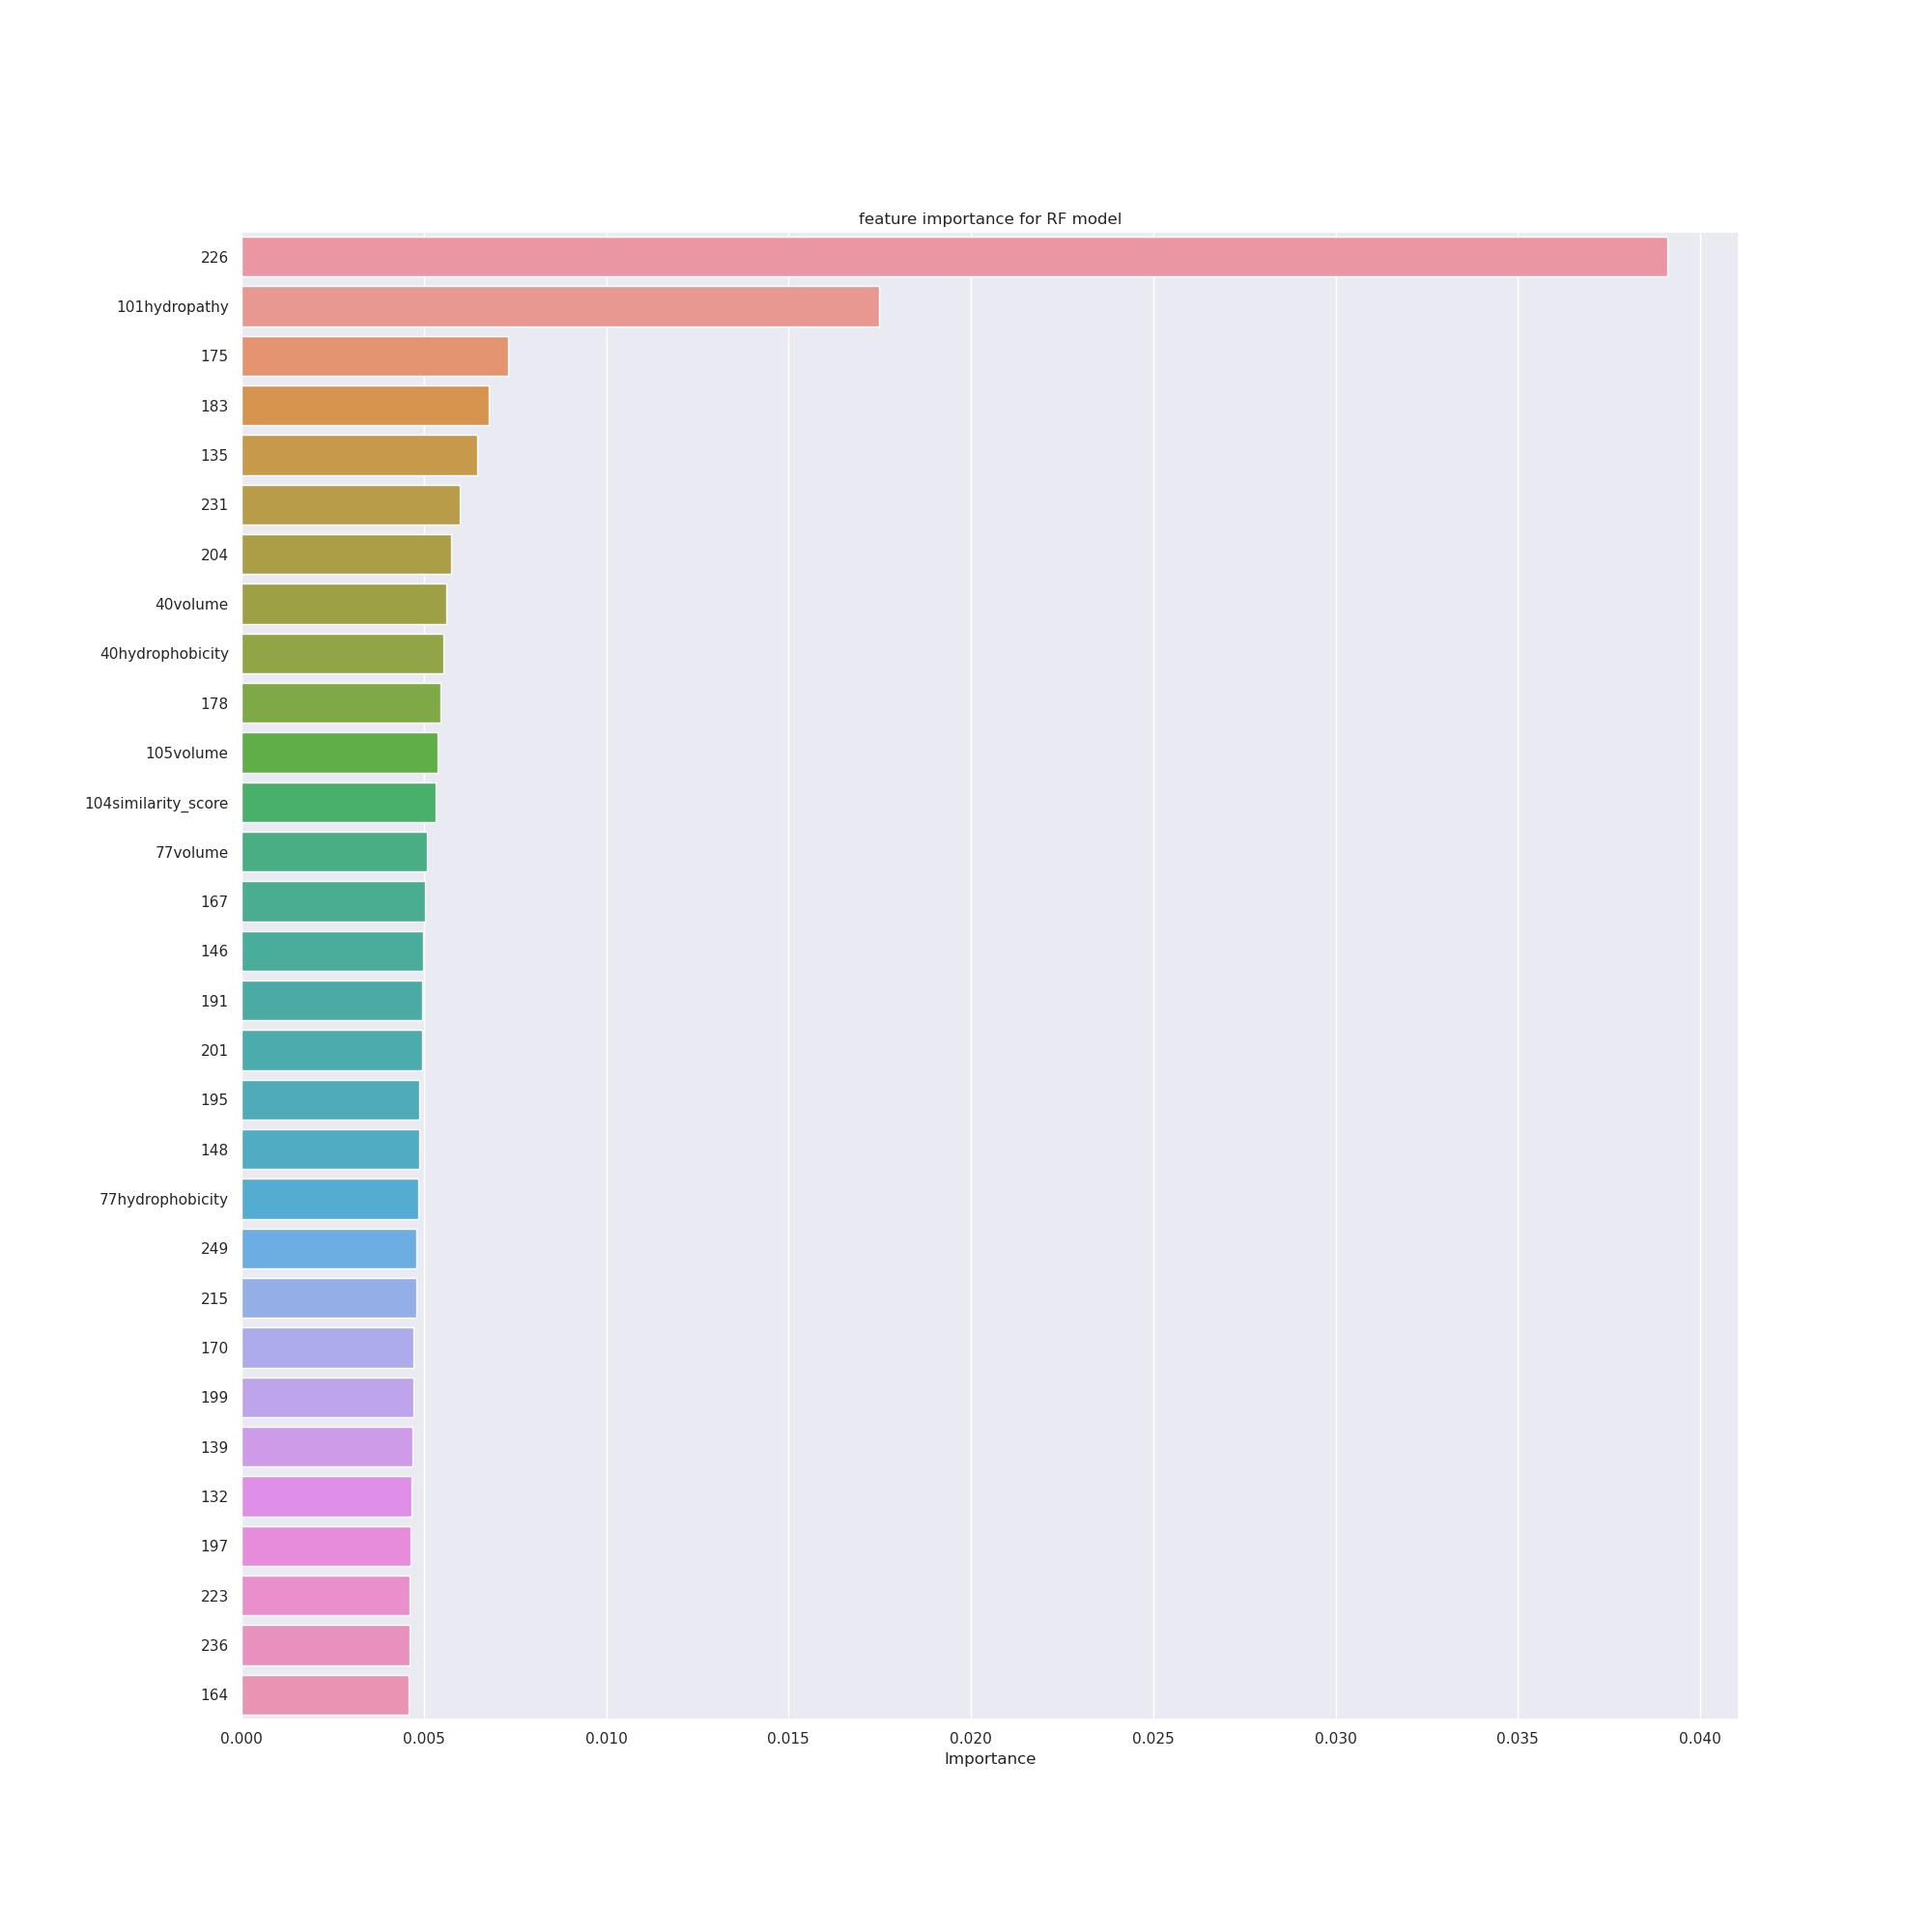 feature importance for RF model
226
101hydropathy
175
183
135
231
204
40volume
40hydrophobicity
178
105volume
104similarity_score
77volume
167
146
191
201
195
148
77hydrophobicity
249
215
170
199
139
132
197
223
236
164
0.000 0.005 0.010 0.015 0.020 0.025 0.030 0.035 0.040
Importance